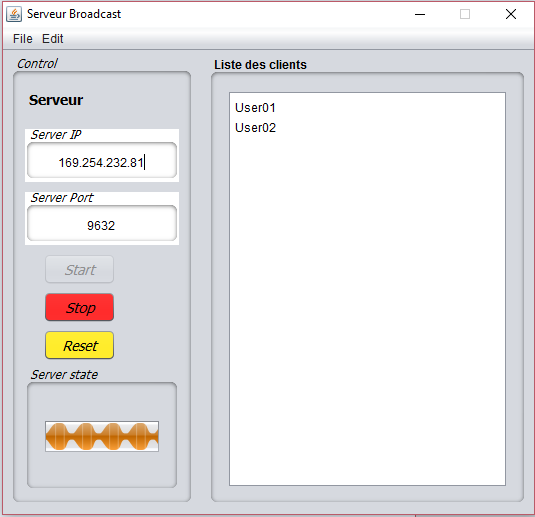 Serveur Broadcast
File Edit
Control
Serveur
Server IP
169.254.232.81
Server Port
9632
Start
Stop
Reset
Server state
Liste des clients
User01
User02